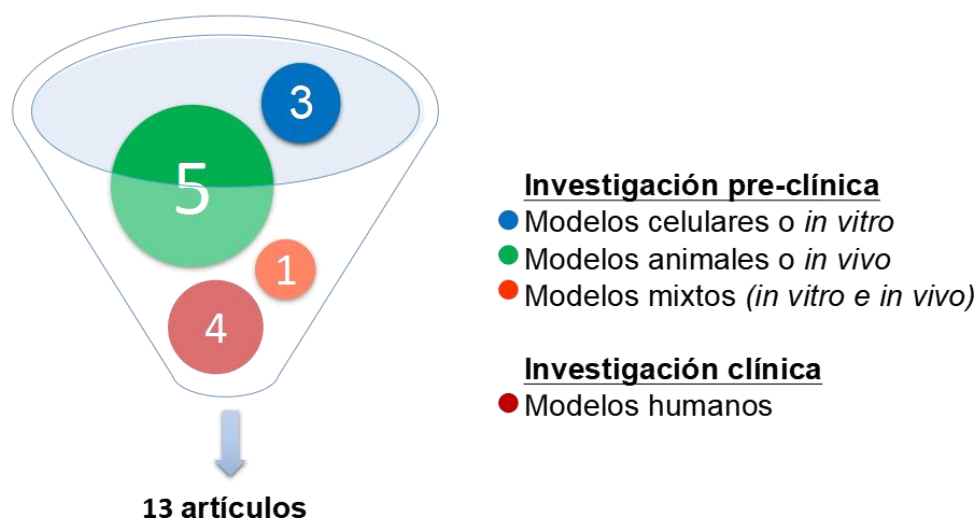 3
5
1
4
13 artículos
Investigación pre-clínica
Modelos celulares o in vitro
Modelos animales o in vivo
Modelos mixtos (in vitro e in vivo)
Investigación clínica
Modelos humanos